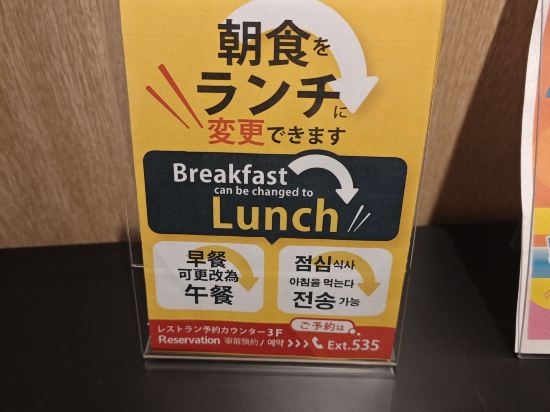 朝食を
ランチに
変更できます
Breakfast
can be changed to
Lunch
早餐
可更改為
午餐
점심식사
아침을 먹는다
전송 가능
レストラン予約カウンター3F
Reservation 事前預約 / 예약 >>>
ご予約は
Ext.535